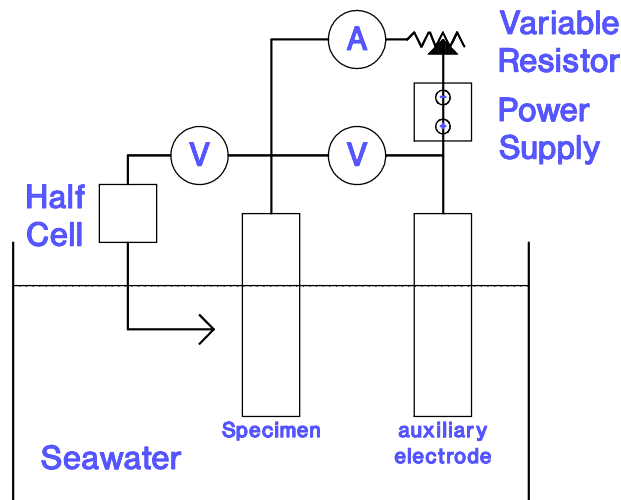 A
Variable
Resistor
Power
Supply
V
V
Half
Cell
Specimen
auxiliary
electrode
Seawater